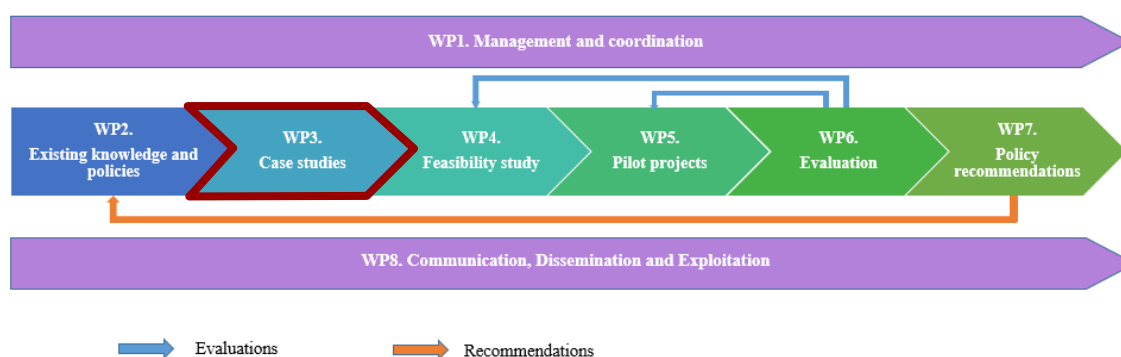 WP1. Management and coordination
WP2.
Existing knowledge and
policies
WP3.
Case studies
WP4.
Feasibility study
WP5.
Pilot projects
WP6.
Evaluation
WP7.
Policy
recommendations
WP8. Communication, Dissemination and Exploitation
Evaluations
Recommendations